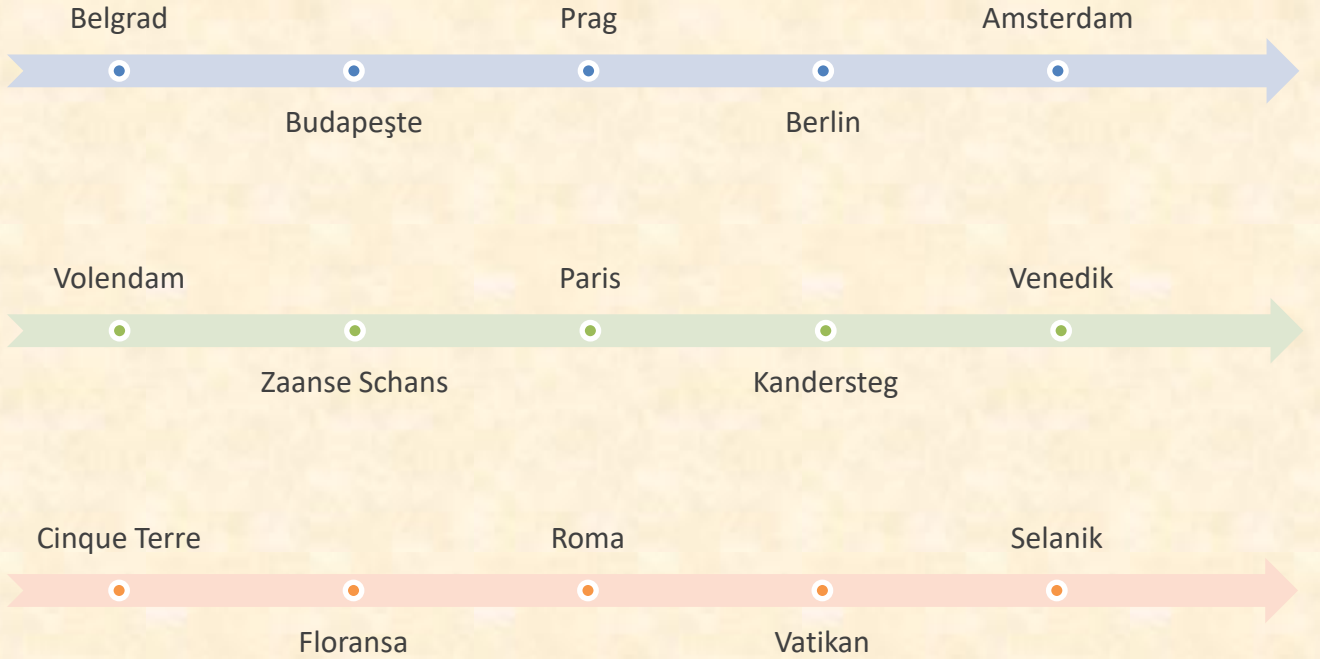 Belgrad
Budapeşte
Prag
Berlin
Amsterdam
Volendam
Zaanse Schans
Paris
Kandersteg
Venedik
Cinque Terre
Floransa
Roma
Vatikan
Selanik